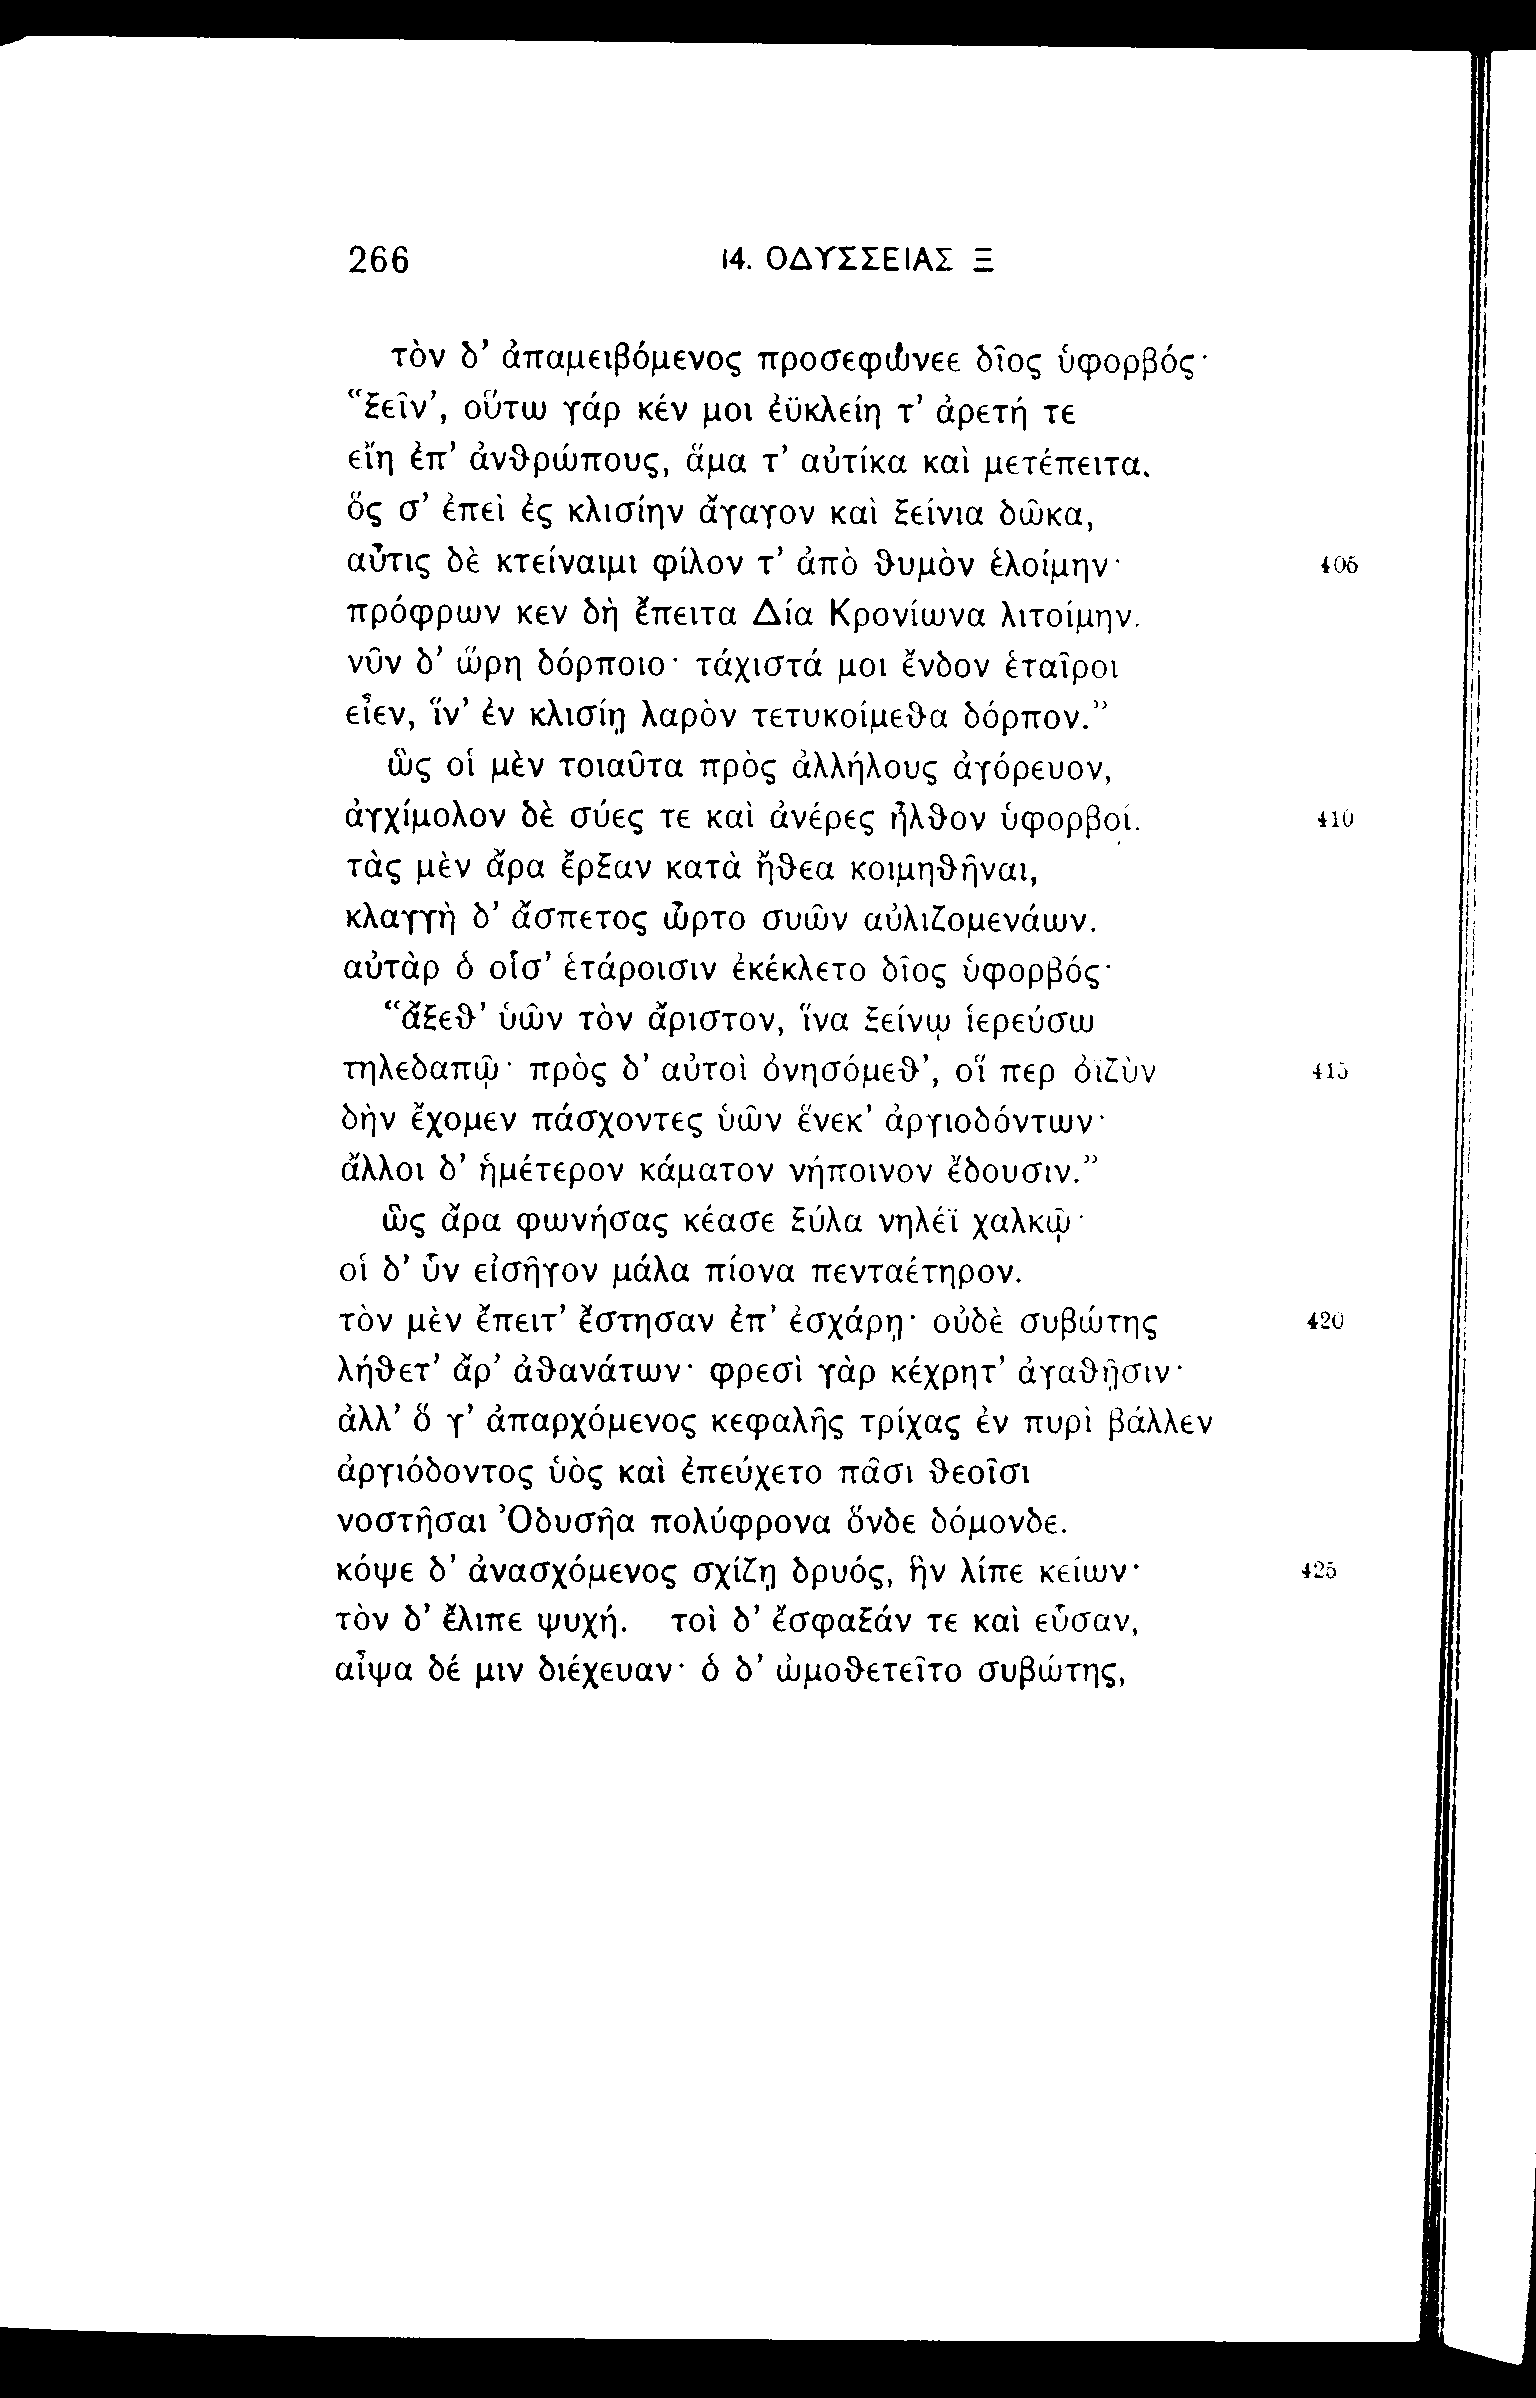 266 14. ΟΔΥΣΣΕΙΑΣ Ξ
τὸν δ’ ἀπαμειβόμενος προσεφώνεε δῖος ὑφορβός·
“ξεῖν’, οὕτω γάρ κέν μοι ἐϋκλείη τ’ ἀρετή τε
εἴη ἐπ’ ἀνθρώπους, ἅμα τ’ αὐτίκα καὶ μετέπειτα.
ὅς σ’ ἐπεὶ ἐς κλισίην ἄγαγον καὶ ξείνια δῶκα,
αὖτις δὲ κτείναιμι φίλον τ’ ἀπὸ θυμὸν ἑλοίμην· 405
πρόφρων κεν δὴ ἔπειτα Δία Κρονίωνα λιτοίμην.
νῦν δ’ ὥρη δόρποιο· τάχιστά μοι ἔνδον ἑταῖροι
εἶεν, ἵν’ ἐν κλισίῃ λαρὸν τετυκοίμεθα δόρπον.”
ὣς οἱ μὲν τοιαῦτα πρὸς ἀλλήλους ἀγόρευον,
ἀγχίμολον δὲ σύες τε καὶ ἀνέρες ἦλθον ὑφορβοί. 410
τὰς μὲν ἄρα ἔρξαν κατὰ ἤθεα κοιμηθῆναι,
κλαγγὴ δ’ ἄσπετος ὦρτο συῶν αὐλιζομενάων.
αὐτὰρ ὁ οἷσ’ ἑτάροισιν ἐκέκλετο δῖος ὑφορβός·
“ἄξεθ’ ὑῶν τὸν ἄριστον, ἵνα ξείνῳ ἱερεύσω
τηλεδαπῷ· πρὸς δ’ αὐτοὶ ὀνησόμεθ’, οἵ περ ὀϊζὺν 415
δὴν ἔχομεν πάσχοντες ὑῶν ἕνεκ’ ἀργιοδόντων·
ἄλλοι δ’ ἡμέτερον κάματον νήποινον ἔδουσιν.”
ὣς ἄρα φωνήσας κέασε ξύλα νηλέϊ χαλκῷ·
οἱ δ’ ὗν εἰσῆγον μάλα πίονα πενταέτηρον.
τὸν μὲν ἔπειτ’ ἔστησαν ἐπ’ ἐσχάρῃ· οὐδὲ συβώτης 420
λήθετ’ ἄρ’ ἀθανάτων· φρεσὶ γὰρ κέχρητ’ ἀγαθῇσιν·
ἀλλ’ ὅ γ’ ἀπαρχόμενος κεφαλῆς τρίχας ἐν πυρὶ βάλλεν
ἀργιόδοντος ὑὸς καὶ ἐπεύχετο πᾶσι θεοῖσι
νοστῆσαι Ὀδυσῆα πολύφρονα ὅνδε δόμονδε.
κόψε δ’ ἀνασχόμενος σχίζῃ δρυός, ἣν λίπε κείων· 425
τὸν δ’ ἔλιπε ψυχή. τοὶ δ’ ἔσφαξάν τε καὶ εὗσαν,
αἶψα δέ μιν διέχευαν· ὁ δ’ ὠμοθετεῖτο συβώτης,